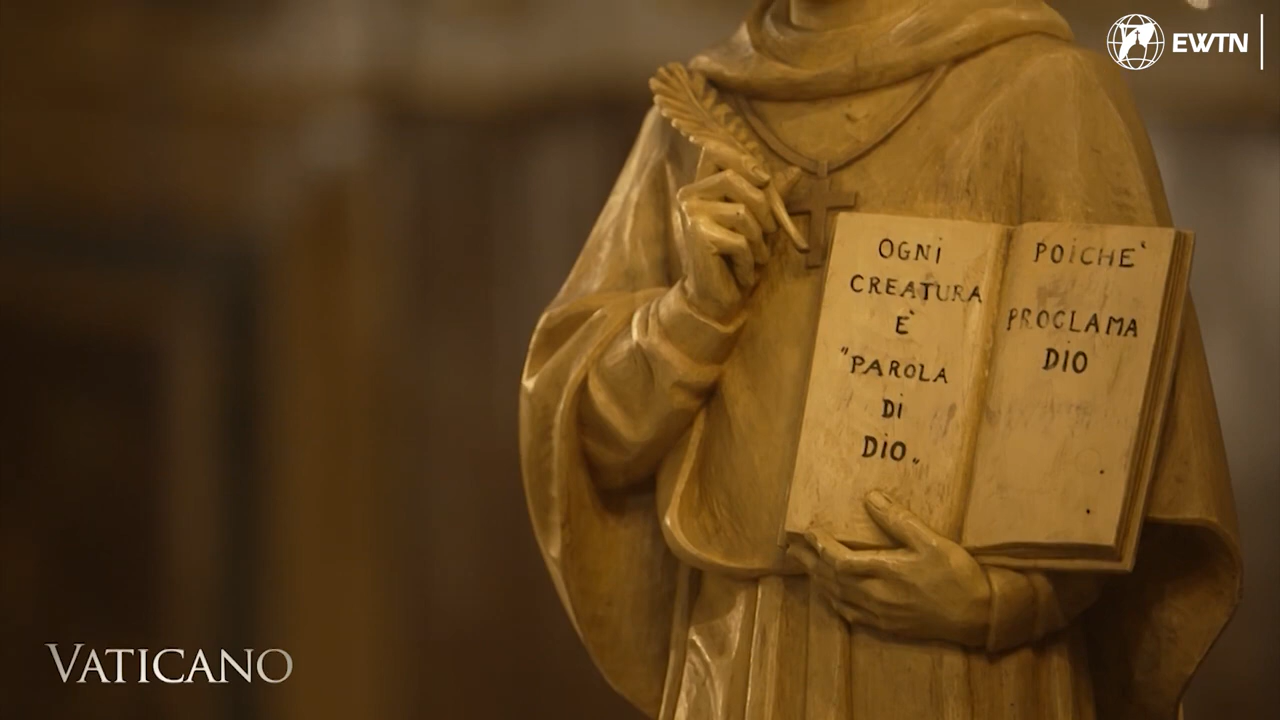 EWTN
OGNI
CREATURA
E'
"PAROLA
DI
DIO„
POICHE'
PROCLAMA
DIO
VATICANO